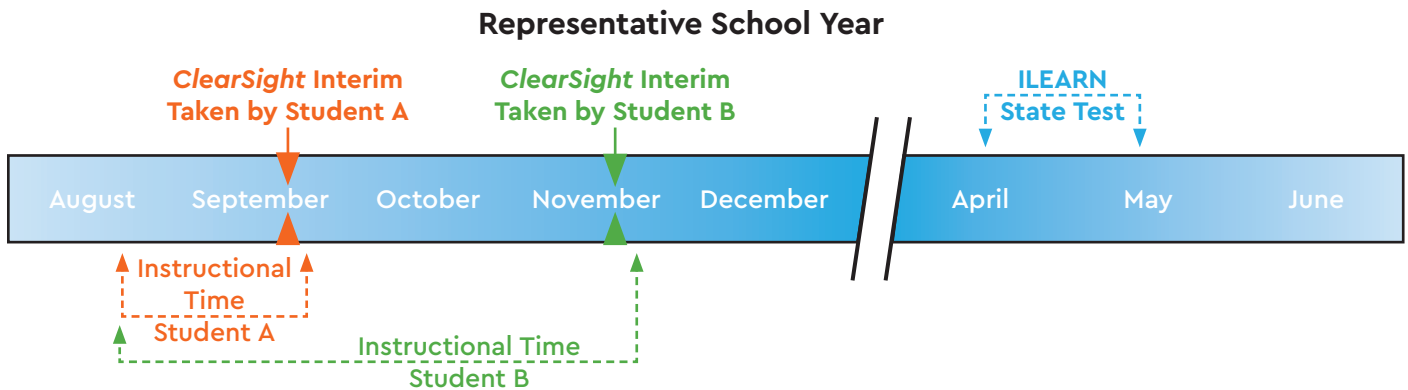 Representative School Year
ClearSight Interim
Taken by Student A
ClearSight Interim
Taken by Student B
ILEARN
State Test
August September October November December April May June
Instructional
Time
Student A
Instructional Time
Student B